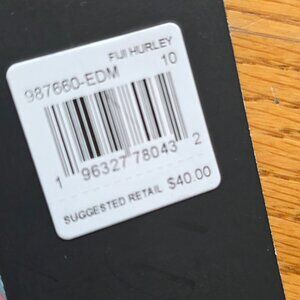 FIJI HURLEY
987660-EDM 10
1 96327 78043 2
SUGGESTED RETAIL $40.00